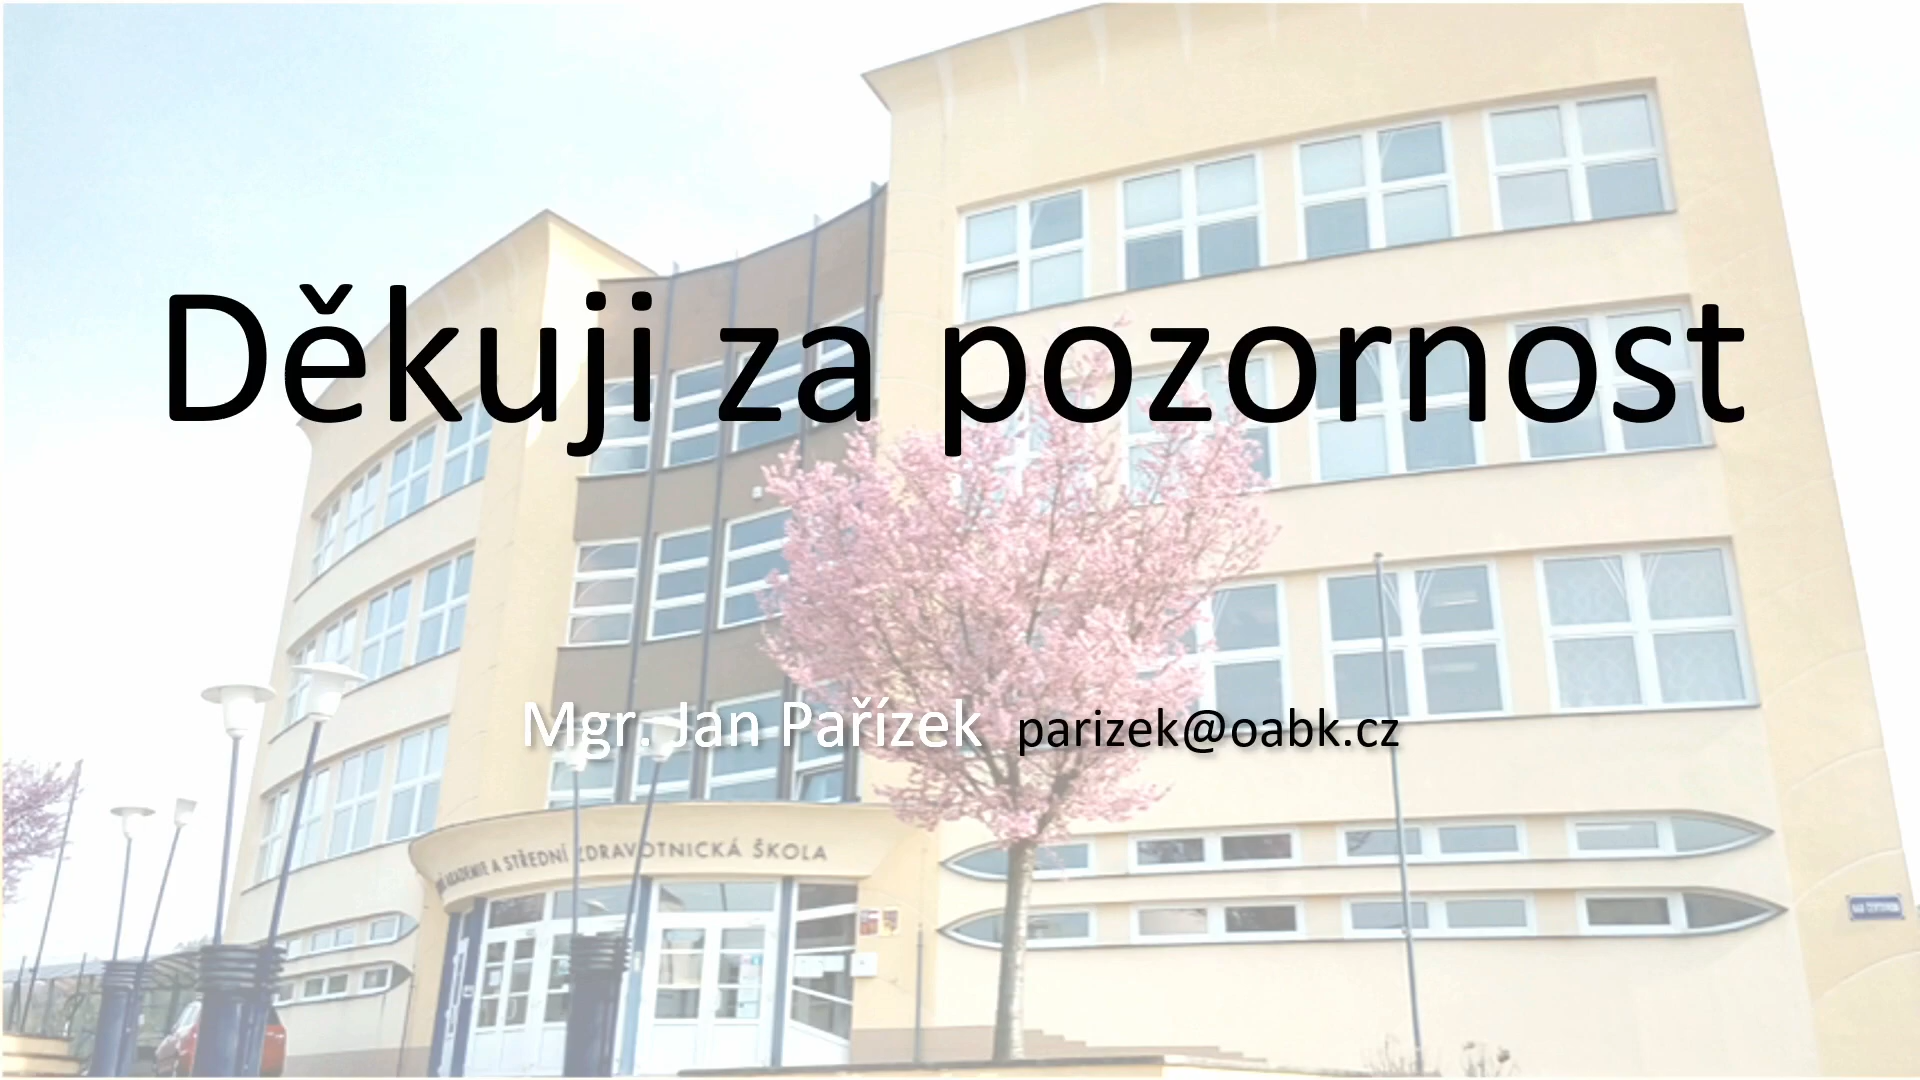 Děkuji za pozornost
Mgr. Jan Pařízek parizek@oabk.cz
AKADEMIE A STŘEDNÍ ZDRAVOTNICKÁ ŠKOLA